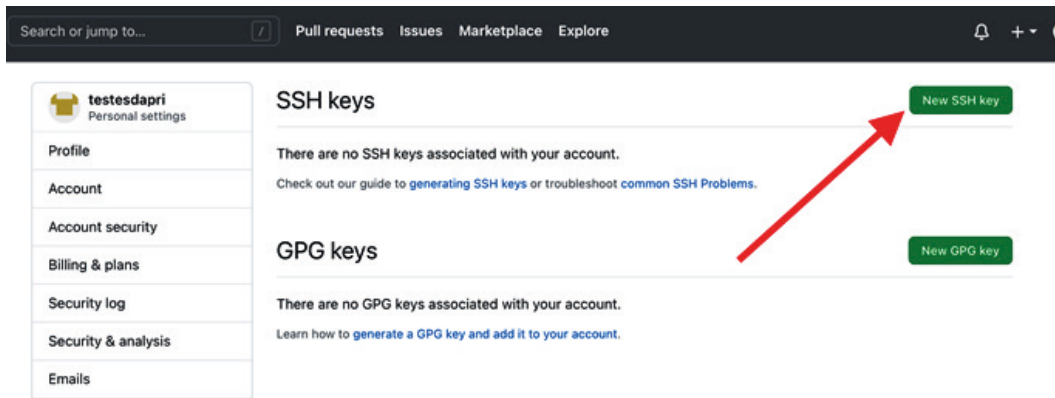 Search or jump to... / Pull requests Issues Marketplace Explore
testesdapri
Personal settings
Profile
Account
Account security
Billing & plans
Security log
Security & analysis
Emails
SSH keys
New SSH key
There are no SSH keys associated with your account.
Check out our guide to generating SSH keys or troubleshoot common SSH Problems.
GPG keys
New GPG key
There are no GPG keys associated with your account.
Learn how to generate a GPG key and add it to your account.